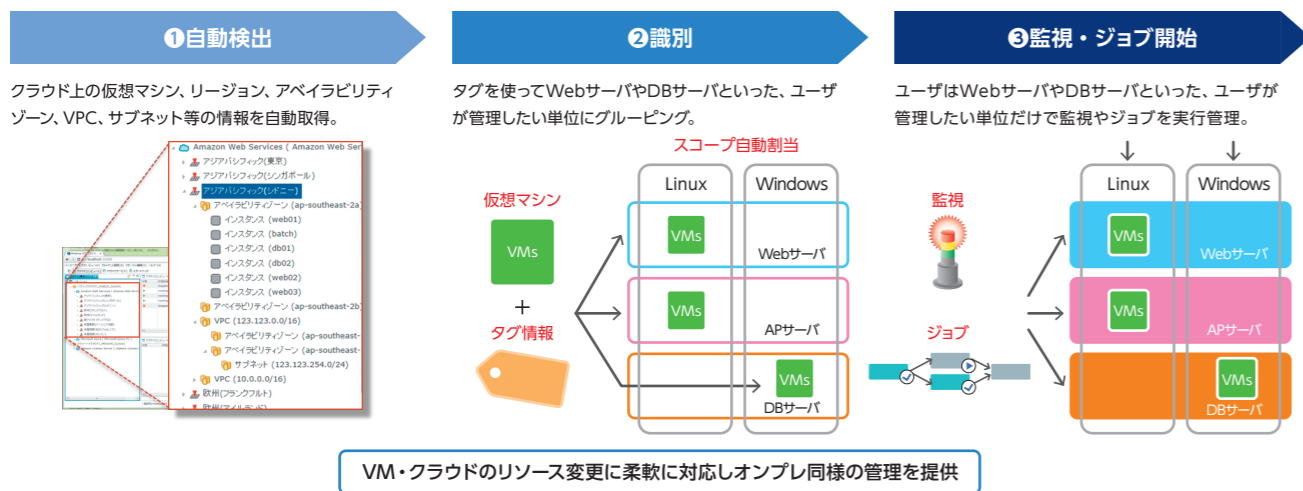 ❶自動検出
クラウド上の仮想マシン、リージョン、アベイラビリティ
ゾーン、VPC、サブネット等の情報を自動取得。
Amazon Web Services ( Amazon Web Ser
アジアパシフィック(東京)
アジアパシフィック(シンガポール)
アジアパシフィック(シドニー)
アベイラビリティゾーン (ap-southeast-2a)
インスタンス (web01)
インスタンス (batch)
インスタンス (db01)
インスタンス (db02)
インスタンス (web02)
インスタンス (web03)
アベイラビリティゾーン (ap-southeast-2b)
VPC (123.123.0.0/16)
アベイラビリティゾーン (ap-southeast-
アベイラビリティゾーン (ap-southeast-
サブネット (123.123.254.0/24)
VPC (10.0.0.0/16)
欧州(フランクフルト)
欧州(アイルランド)
❷識別
タグを使ってWebサーバやDBサーバといった、ユーザ
が管理したい単位にグルーピング。
スコープ自動割当
Linux
Windows
仮想マシン
VMs
+
タグ情報
VMs
Webサーバ
VMs
APサーバ
VMs
DBサーバ
❸監視・ジョブ開始
ユーザはWebサーバやDBサーバといった、ユーザが
管理したい単位だけで監視やジョブを実行管理。
Linux
Windows
監視
ジョブ
VMs
Webサーバ
VMs
APサーバ
VMs
DBサーバ
VM・クラウドのリソース変更に柔軟に対応しオンプレ同様の管理を提供